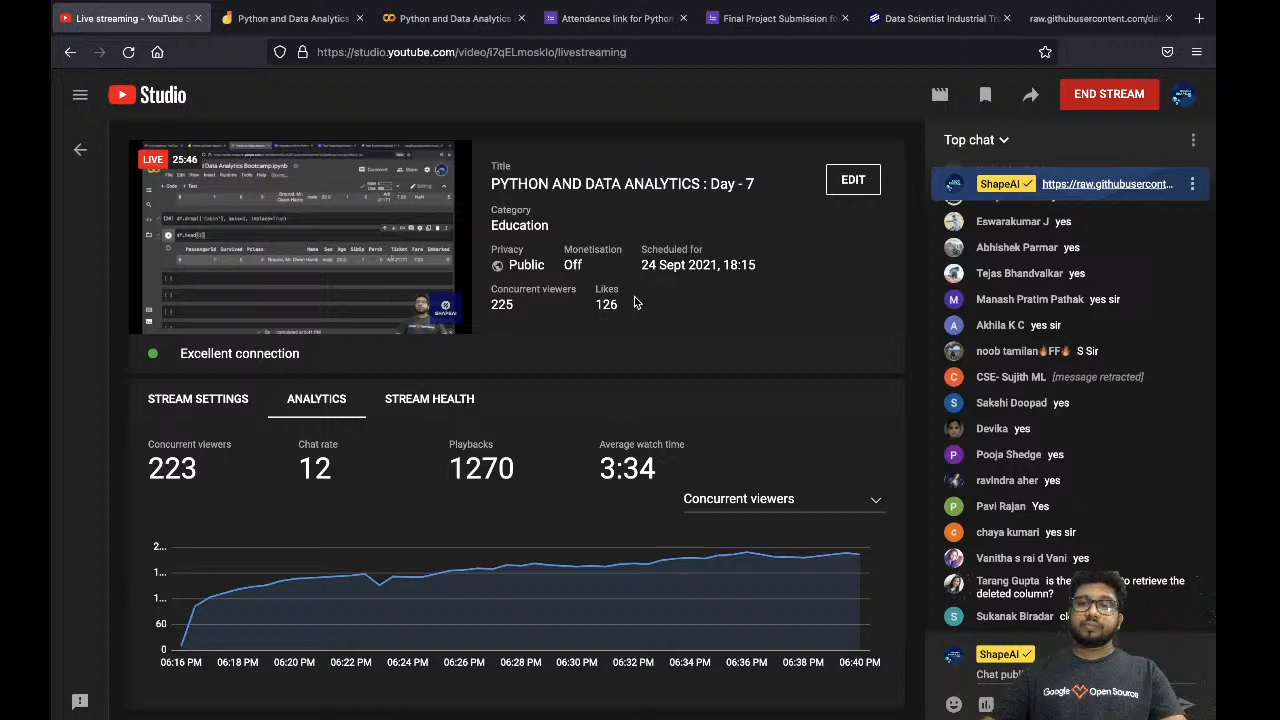 Live streaming - YouTube S
Python and Data Analytics
Python and Data Analytics
Attendance link for Python
Final Project Submission fo
Data Scientist Industrial Tra
raw.githubusercontent.com/dat
https://studio.youtube.com/video/i7qELmosklo/livestreaming
Studio
END STREAM
LIVE 25:46
Title
PYTHON AND DATA ANALYTICS : Day - 7
EDIT
Category
Education
Privacy Monetisation Scheduled for
Public Off 24 Sept 2021, 18:15
Concurrent viewers Likes
225 126
SHAPEAI
Excellent connection
STREAM SETTINGS ANALYTICS STREAM HEALTH
Concurrent viewers Chat rate Playbacks Average watch time
223 12 1270 3:34
Concurrent viewers
2...
1...
1...
60
0
06:16 PM 06:18 PM 06:20 PM 06:22 PM 06:24 PM 06:26 PM 06:28 PM 06:30 PM 06:32 PM 06:34 PM 06:36 PM 06:38 PM 06:40 PM
Top chat
ShapeAI https://raw.githubusercont...
Eswarakumar J yes
Abhishek Parmar yes
Tejas Bhandvalkar yes
Manash Pratim Pathak yes sir
Akhila K C yes sir
noob tamilan🔥FF🔥 S Sir
CSE- Sujith ML [message retracted]
Sakshi Doopad yes
Devika yes
Pooja Shedge yes
ravindra aher yes
Pavi Rajan Yes
chaya kumari yes sir
Vanitha s rai d Vani yes
Tarang Gupta is the to retrieve the
deleted column?
Sukanak Biradar
ShapeAI
Chat
Google Open Source